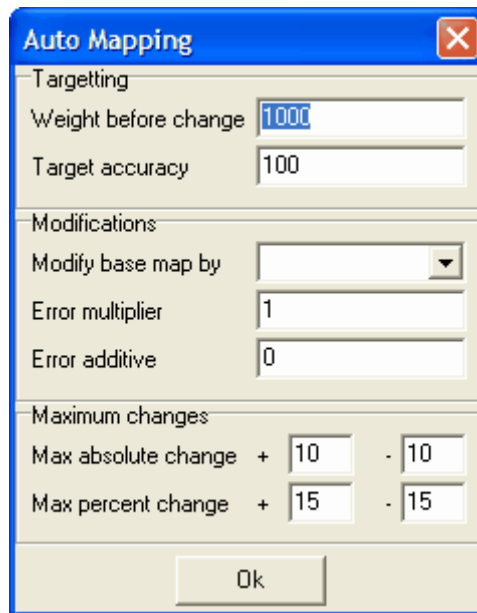 Auto Mapping
Targetting
Weight before change 1000
Target accuracy 100
Modifications
Modify base map by
Error multiplier 1
Error additive 0
Maximum changes
Max absolute change + 10 - 10
Max percent change + 15 - 15
Ok